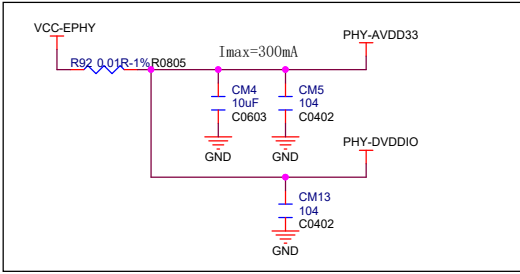 VCC-EPHY
PHY-AVDD33
R92 0.01R-1% R0805
Imax=300mA
CM4
10uF
C0603
CM5
104
C0402
GND
GND
PHY-DVDDIO
CM13
104
C0402
GND